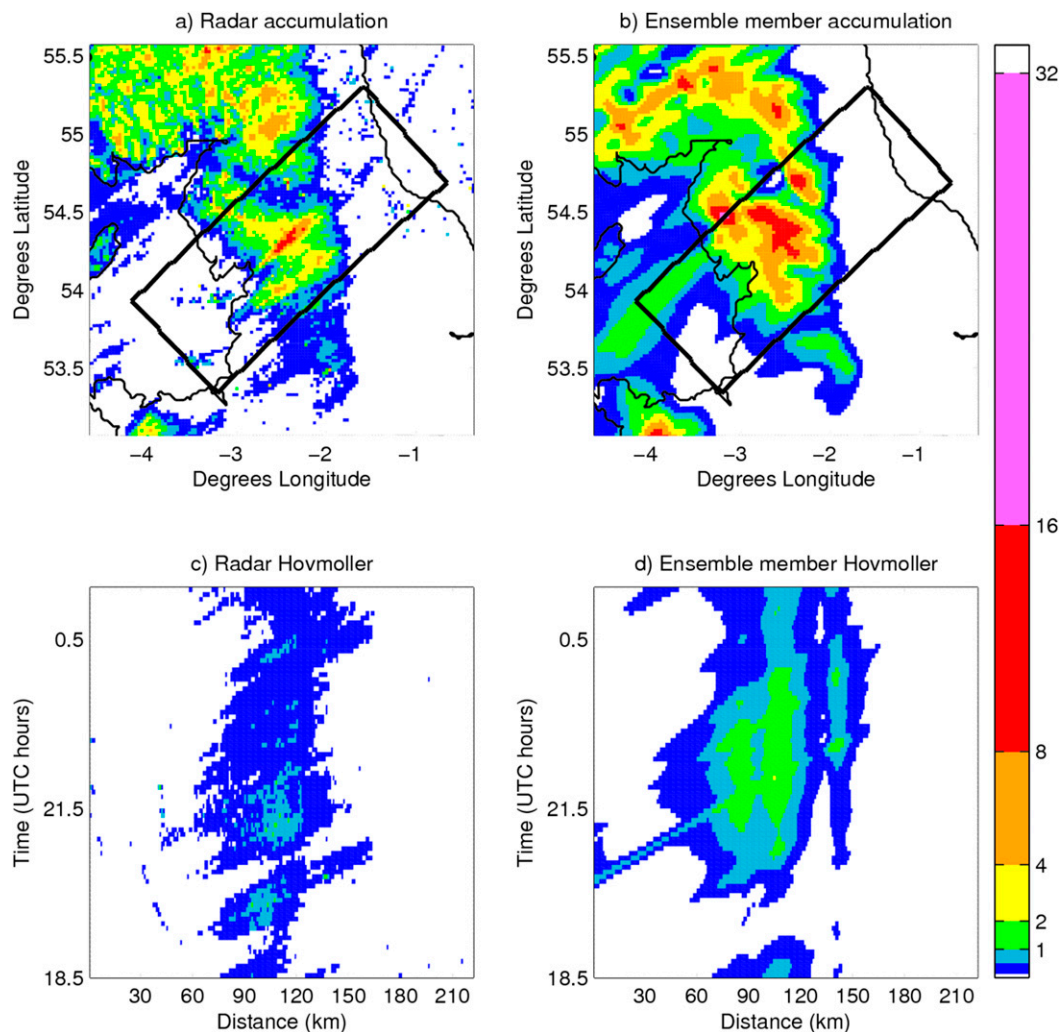 a) Radar accumulation
b) Ensemble member accumulation
55.5
55
54.5
54
53.5
Degrees Latitude
−4 −3 −2 −1
Degrees Longitude
55.5
55
54.5
54
53.5
Degrees Latitude
−4 −3 −2 −1
Degrees Longitude
32
16
8
4
2
1
c) Radar Hovmoller
d) Ensemble member Hovmoller
0.5
21.5
18.5
Time (UTC hours)
30 60 90 120 150 180 210
Distance (km)
0.5
21.5
18.5
Time (UTC hours)
30 60 90 120 150 180 210
Distance (km)